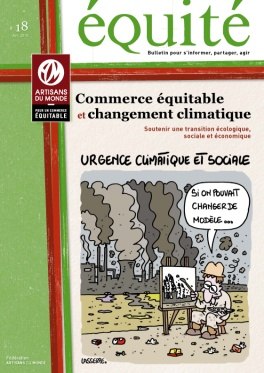 équité
n°18
Bulletin pour s'informer, partager, agir
ARTISANS
DU MONDE
POUR UN COMMERCE
ÉQUITABLE
Commerce équitable
et changement climatique
Soutenir une transition écologique,
sociale et économique
URGENCE CLIMATIQUE ET SOCIALE
SI ON POUVAIT
CHANGER DE
MODÈLE...
LASSERPE.
Fédération
ARTISANS DU MONDE